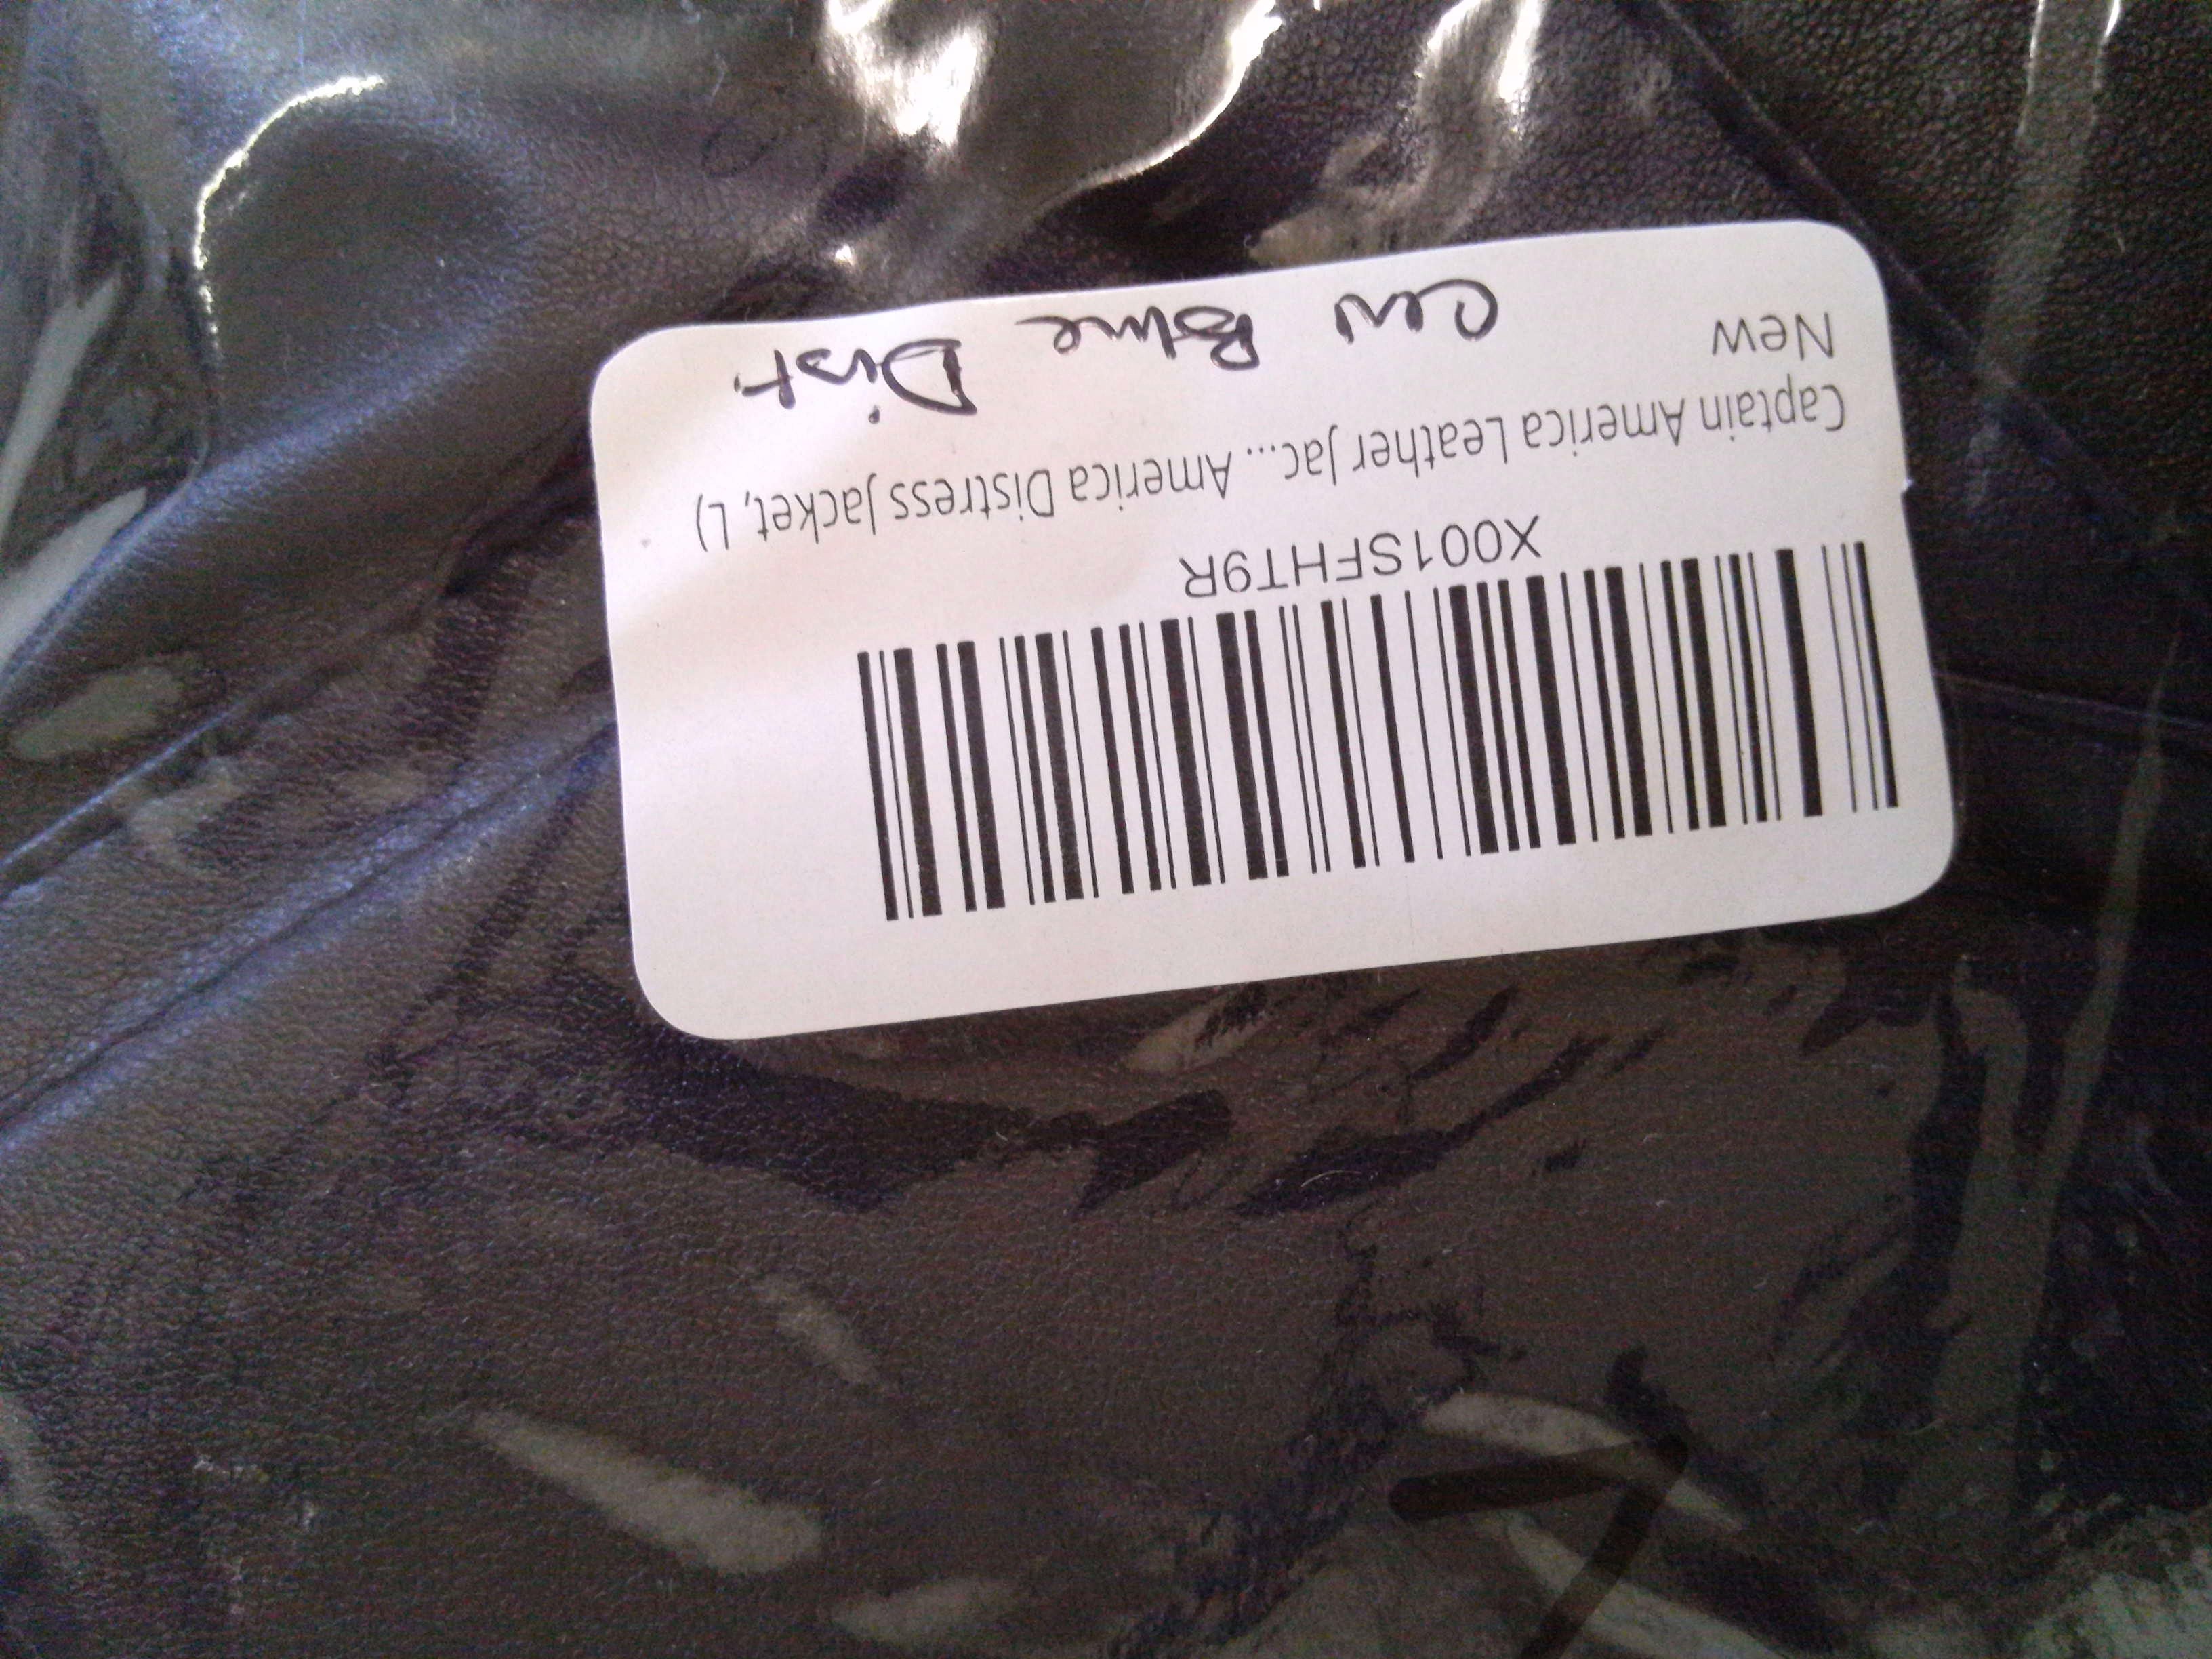 X001SFHT9R
Captain America Leather Jac... America Distress Jacket, L)
New
Blue Dist.
L